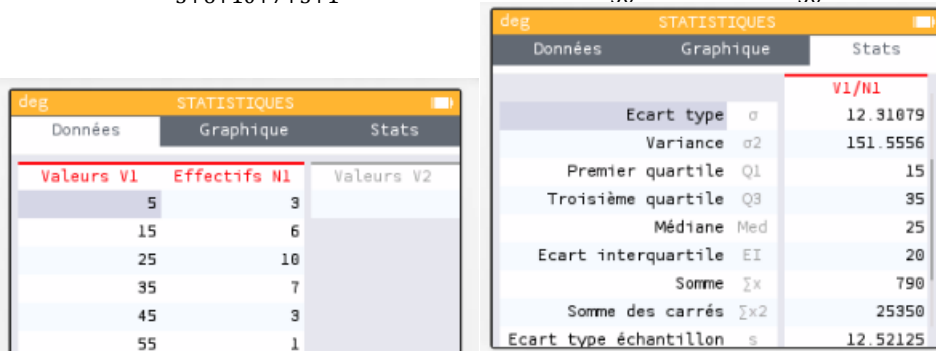 deg STATISTIQUES
Données Graphique Stats
Valeurs V1 Effectifs N1 Valeurs V2
5 3
15 6
25 10
35 7
45 3
55 1
deg STATISTIQUES
Données Graphique Stats
V1/N1
Ecart type σ 12.31079
Variance σ2 151.5556
Premier quartile Q1 15
Troisième quartile Q3 35
Médiane Med 25
Ecart interquartile EI 20
Somme ∑x 790
Somme des carrés ∑x2 25350
Ecart type échantillon s 12.52125